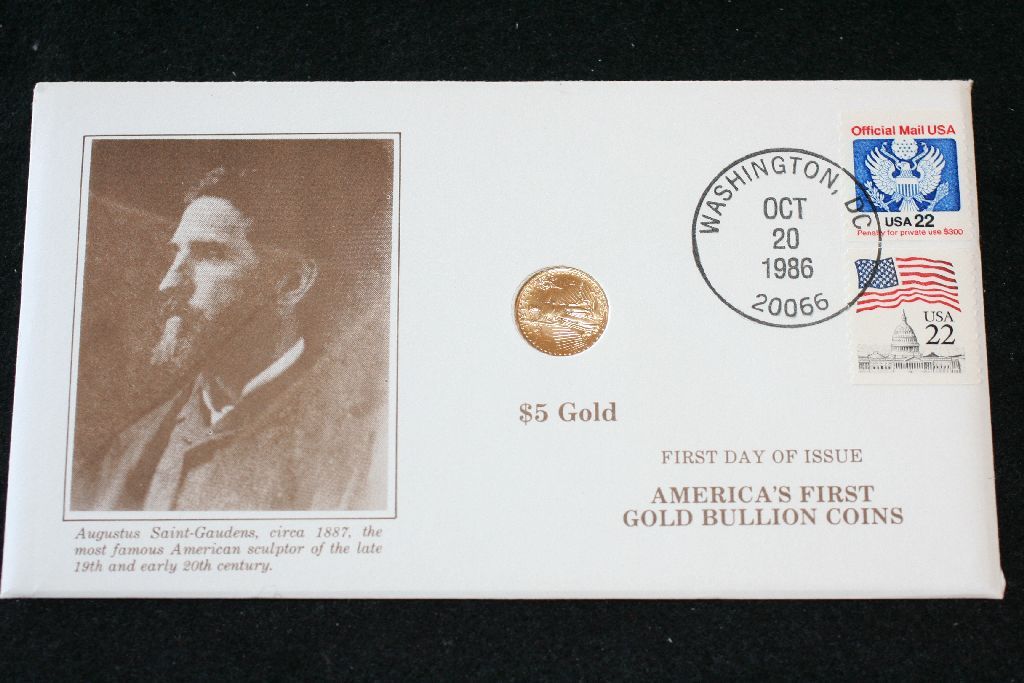 Official Mail USA
USA 22
Penalty for private use $300
WASHINGTON, DC
OCT
20
1986
20066
USA
22
$5 Gold
FIRST DAY OF ISSUE
AMERICA'S FIRST
GOLD BULLION COINS
Augustus Saint-Gaudens, circa 1887, the
most famous American sculptor of the late
19th and early 20th century.